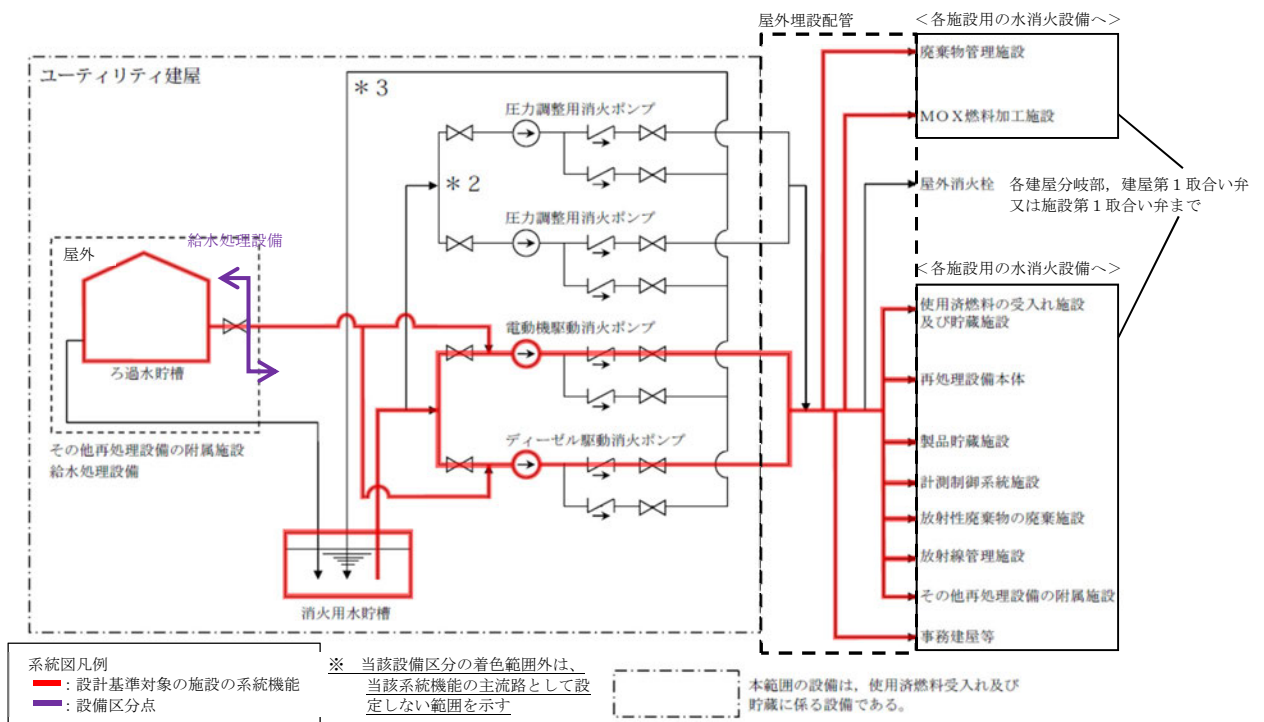 屋外埋設配管
＜各施設用の水消火設備へ＞
ユーティリティ建屋
＊３
廃棄物管理施設
圧力調整用消火ポンプ
ＭＯＸ燃料加工施設
＊２
屋外消火栓
各建屋分岐部，建屋第１取合い弁
又は施設第１取合い弁まで
圧力調整用消火ポンプ
給水処理設備
屋外
＜各施設用の水消火設備へ＞
使用済燃料の受入れ施設
及び貯蔵施設
電動機駆動消火ポンプ
ろ過水貯槽
再処理設備本体
その他再処理設備の附属施設
給水処理設備
ディーゼル駆動消火ポンプ
製品貯蔵施設
計測制御系統施設
放射性廃棄物の廃棄施設
放射線管理施設
その他再処理設備の附属施設
消火用水貯槽
事務建屋等
系統図凡例
：設計基準対象の施設の系統機能
：設備区分点
※　当該設備区分の着色範囲外は、
当該系統機能の主流路として設
定しない範囲を示す
本範囲の設備は，使用済燃料受入れ及び
貯蔵に係る設備である。